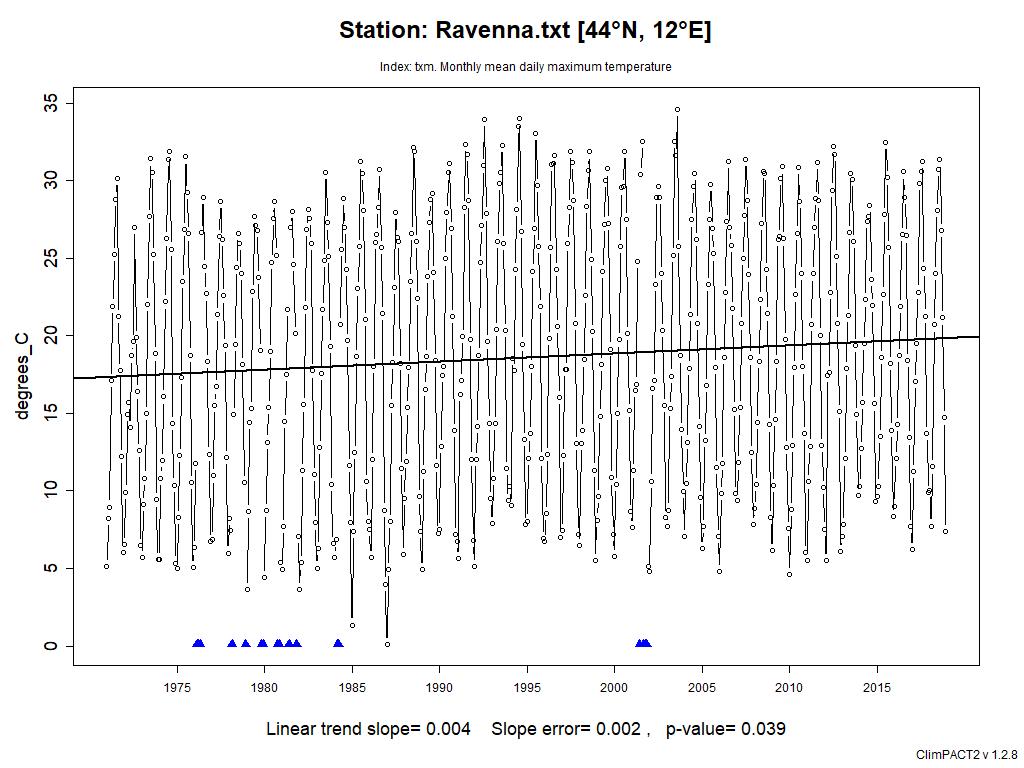 Station: Ravenna.txt [44°N, 12°E]
Index: txm. Monthly mean daily maximum temperature
35
30
25
20
15
10
5
0
degrees_C
1975 1980 1985 1990 1995 2000 2005 2010 2015
Linear trend slope= 0.004 Slope error= 0.002 , p-value= 0.039
ClimPACT2 v 1.2.8